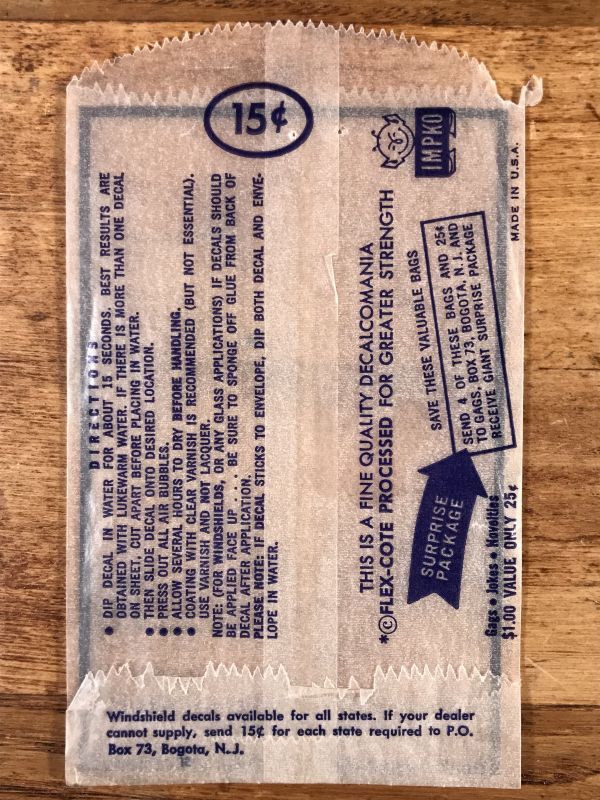 15¢
DIRECTIONS
● DIP DECAL IN WATER FOR ABOUT 15 SECONDS. BEST RESULTS ARE
OBTAINED WITH LUKEWARM WATER. IF THERE IS MORE THAN ONE DECAL
ON SHEET, CUT APART BEFORE PLACING IN WATER.
● THEN SLIDE DECAL ONTO DESIRED LOCATION.
● PRESS OUT ALL AIR BUBBLES.
● ALLOW SEVERAL HOURS TO DRY BEFORE HANDLING.
● COATING WITH CLEAR VARNISH IS RECOMMENDED (BUT NOT ESSENTIAL).
USE VARNISH AND NOT LACQUER.
NOTE: (FOR WINDSHIELDS, OR ANY GLASS APPLICATIONS) IF DECALS SHOULD
BE APPLIED FACE UP .... BE SURE TO SPONGE OFF GLUE FROM BACK OF
DECAL AFTER APPLICATION.
PLEASE NOTE: IF DECAL STICKS TO ENVELOPE, DIP BOTH DECAL AND ENVE-
LOPE IN WATER.
THIS IS A FINE QUALITY DECALCOMANIA
*©FLEX-COTE PROCESSED FOR GREATER STRENGTH
IMPKO
SAVE THESE VALUABLE BAGS
SEND 4 OF THESE BAGS AND 25¢
TO GAGS, BOX 73, BOGOTA, N.J. AND
RECEIVE GIANT SURPRISE PACKAGE
SURPRISE
PACKAGE
Gags ● Jokes ● Novelties
$1.00 VALUE ONLY 25¢
MADE IN U.S.A.
Windshield decals available for all states. If your dealer
cannot supply, send 15¢ for each state required to P.O.
Box 73, Bogota, N.J.